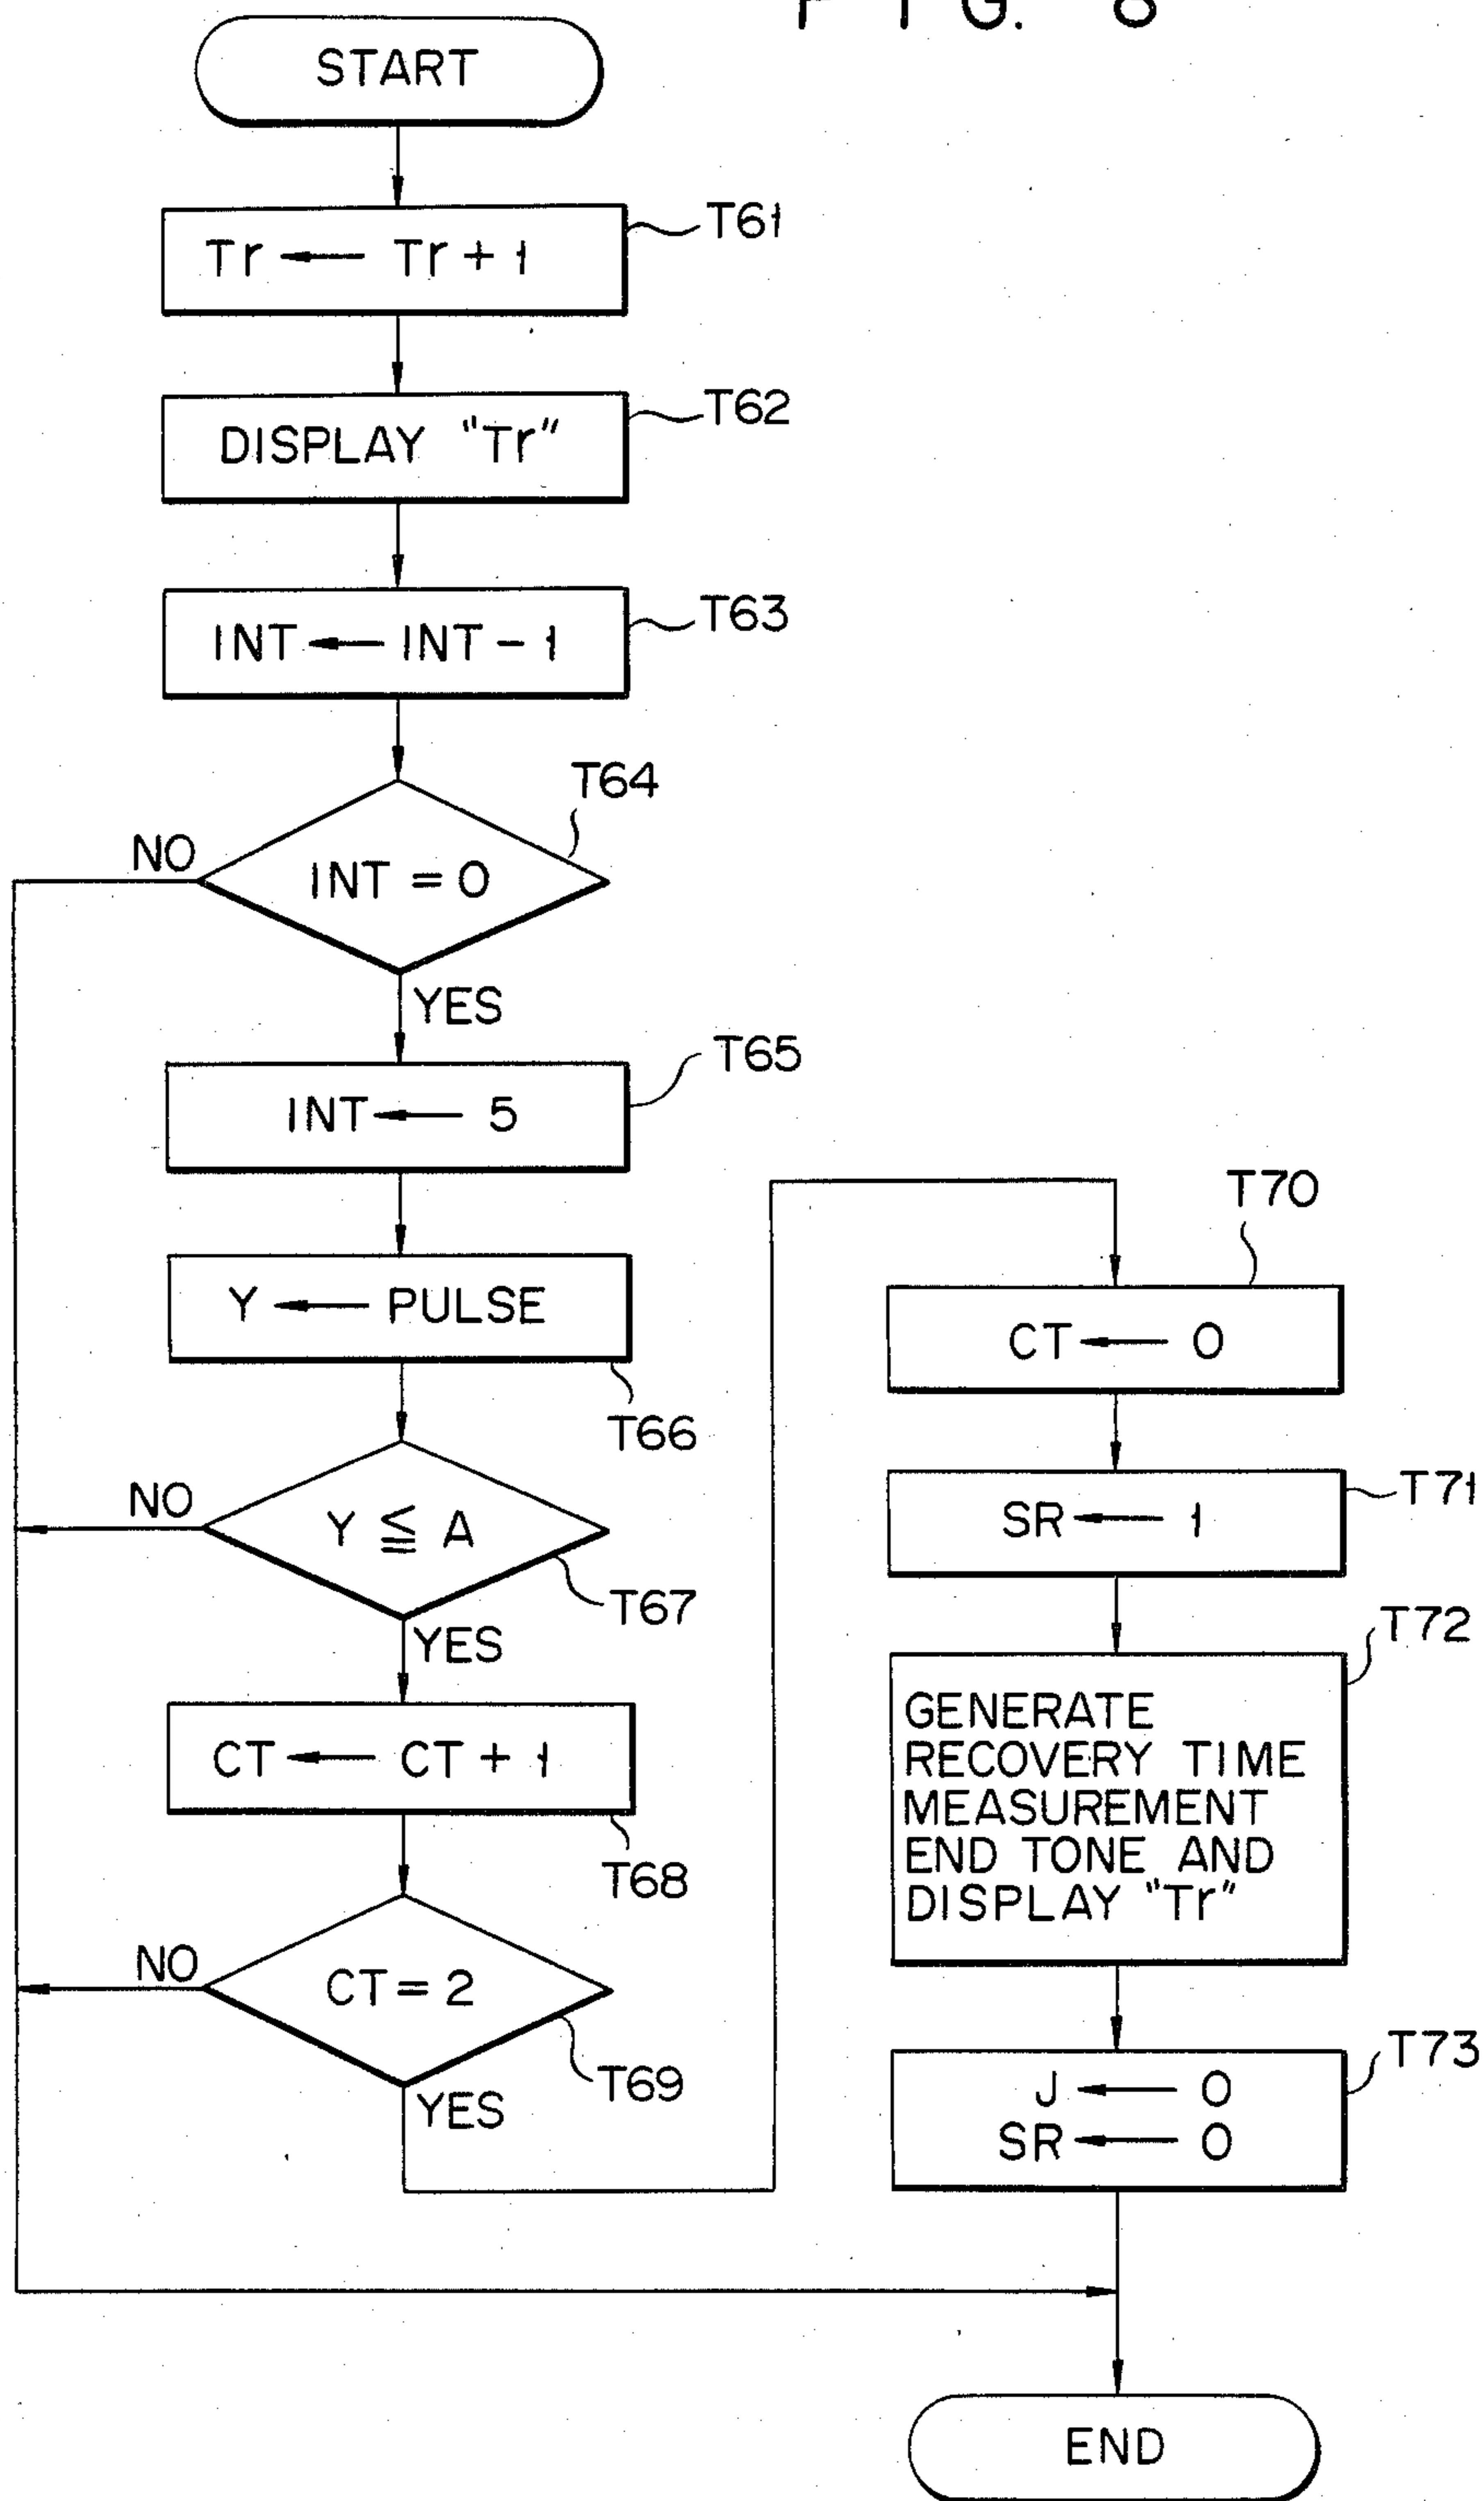 FIG. 8
START
Tr ← Tr + 1
T61
DISPLAY "Tr"
T62
INT ← INT - 1
T63
T64
NO
INT = 0
YES
T65
INT ← 5
Y ← PULSE
T66
NO
Y ≦ A
T67
YES
CT ← CT + 1
T68
NO
CT = 2
T69
YES
T70
CT ← 0
T71
SR ← 1
T72
GENERATE
RECOVERY TIME
MEASUREMENT
END TONE AND
DISPLAY "Tr"
T73
J ← 0
SR ← 0
END